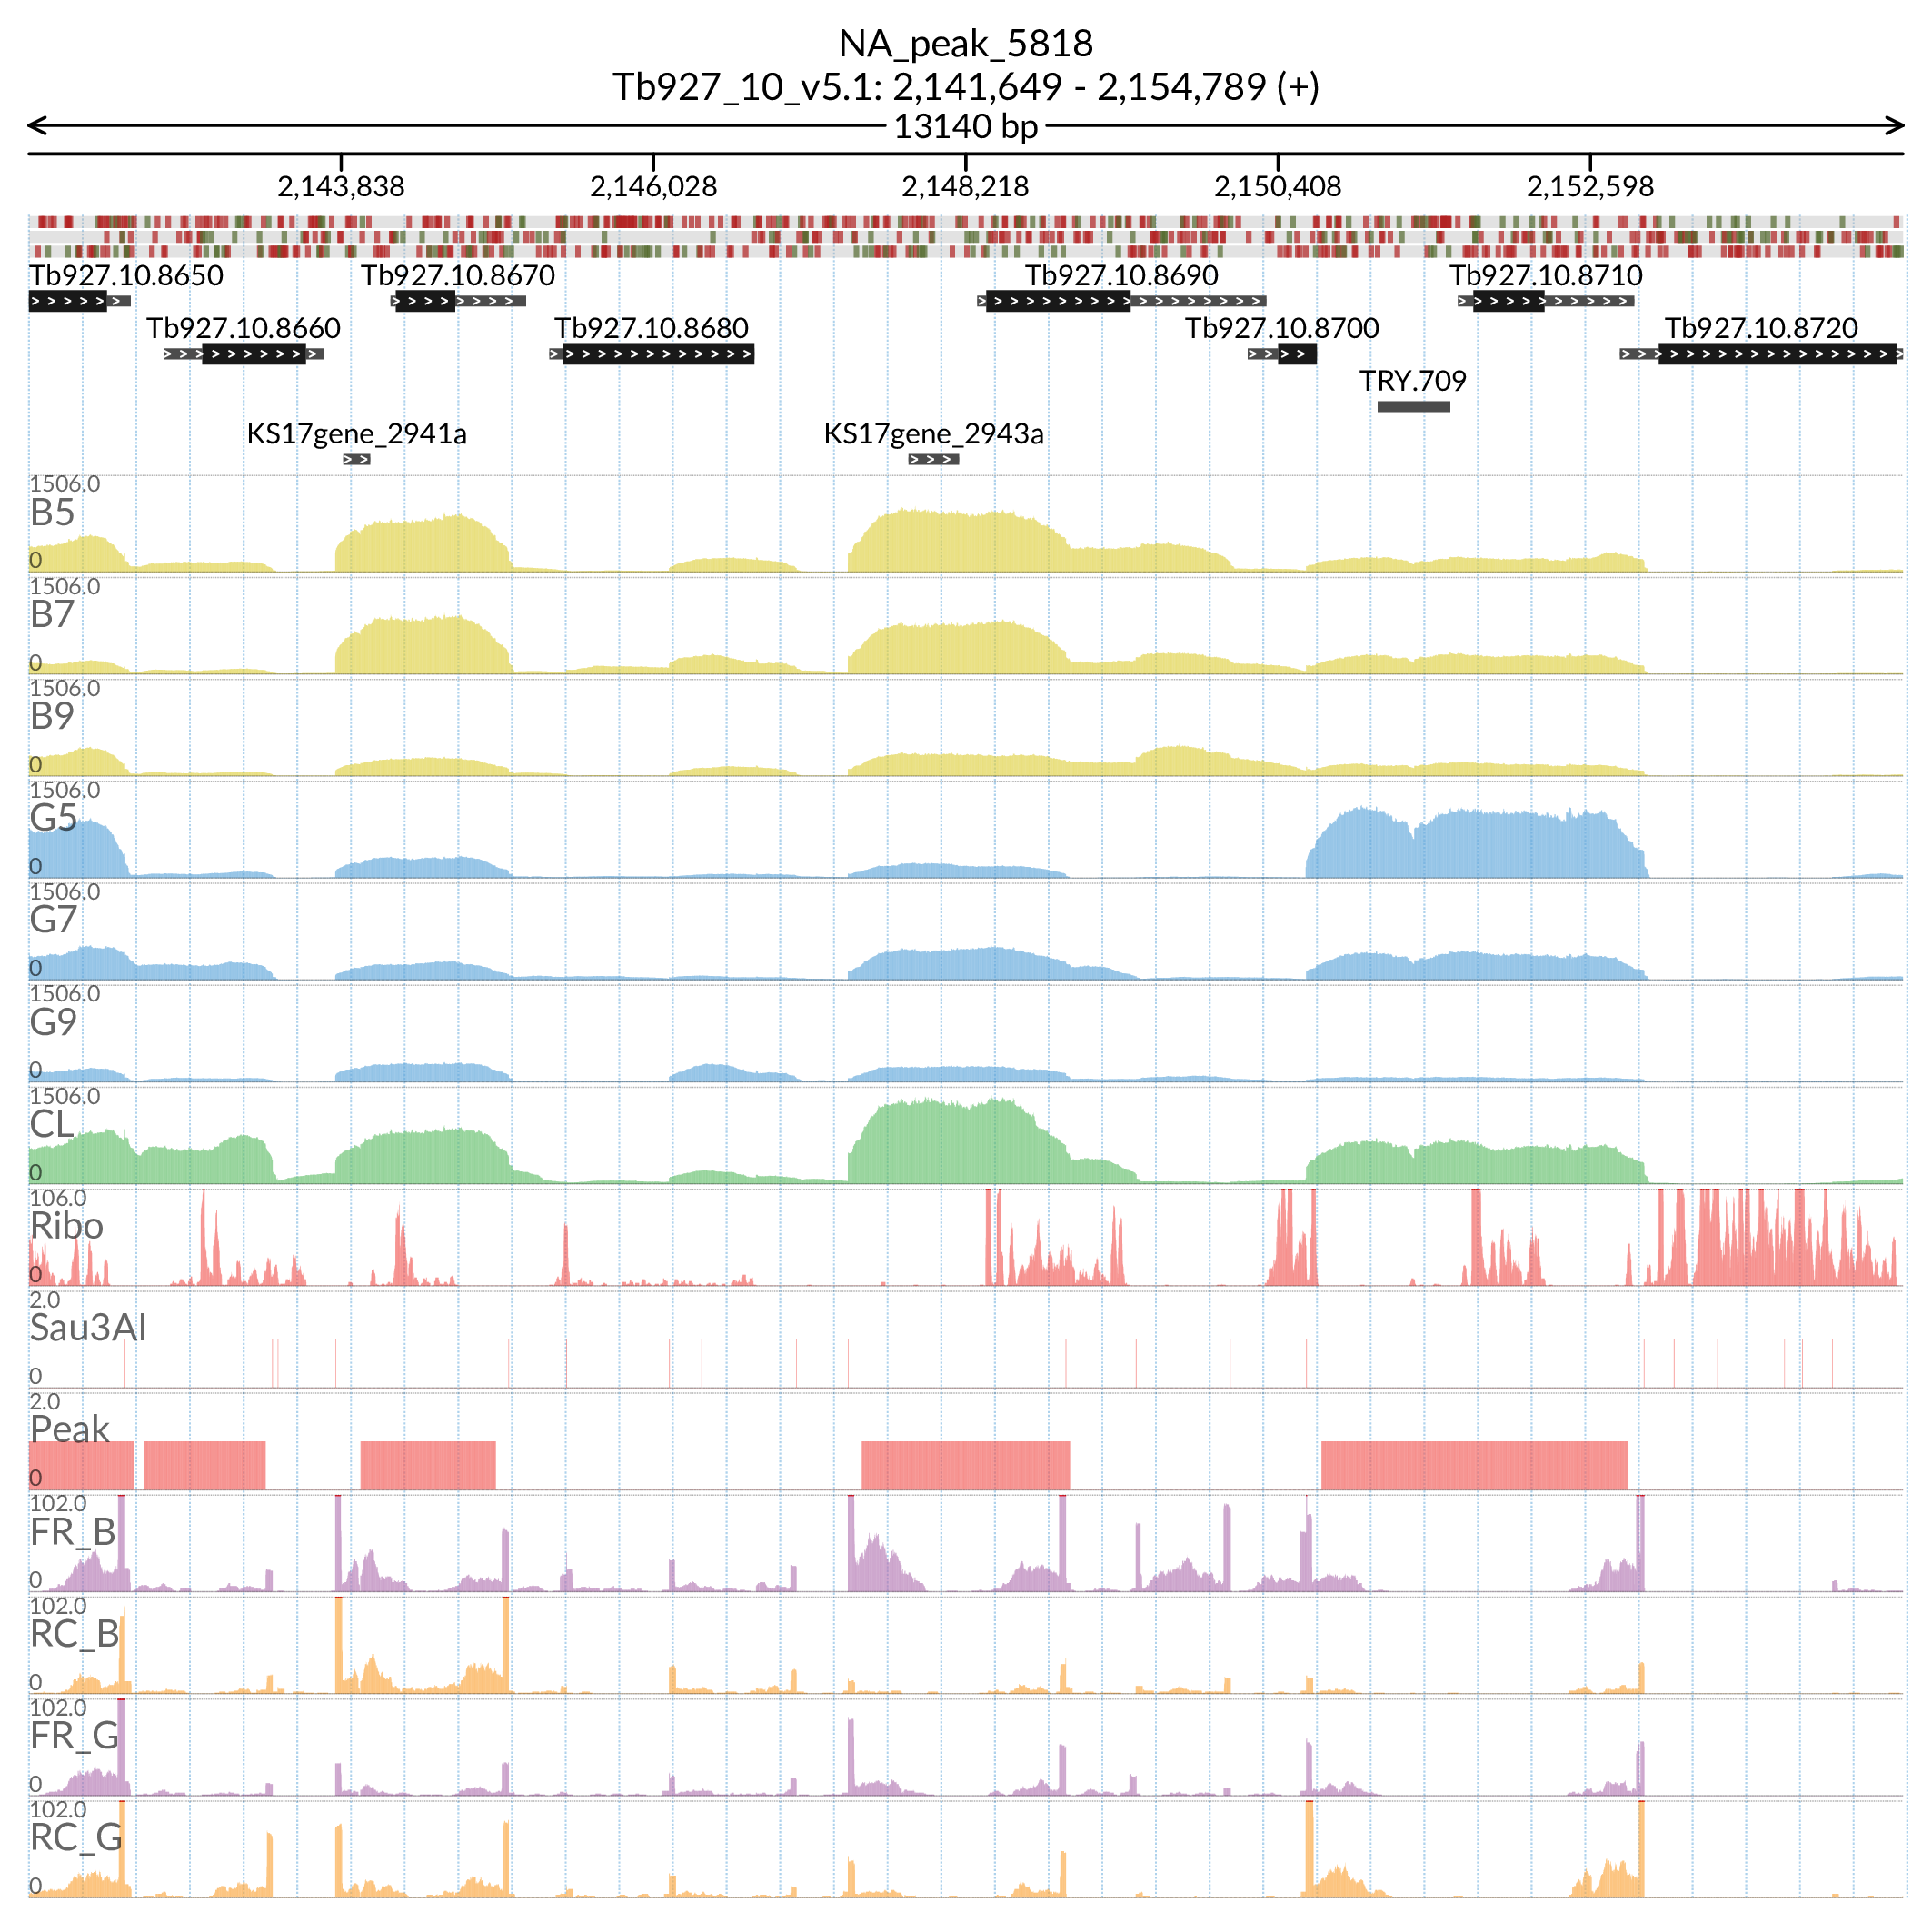 NA_peak_5818
Tb927_10_v5.1: 2,141,649 - 2,154,789 (+)
13140 bp
2,143,838 2,146,028 2,148,218 2,150,408 2,152,598
Tb927.10.8650 Tb927.10.8670 Tb927.10.8690 Tb927.10.8710
Tb927.10.8660 Tb927.10.8680 Tb927.10.8700 Tb927.10.8720
TRY.709
KS17gene_2941a KS17gene_2943a
1506.0
B5
0
1506.0
B7
0
1506.0
B9
0
1506.0
G5
0
1506.0
G7
0
1506.0
G9
0
1506.0
CL
0
106.0
Ribo
0
2.0
Sau3AI
0
2.0
Peak
0
102.0
FR_B
0
102.0
RC_B
0
102.0
FR_G
0
102.0
RC_G
0